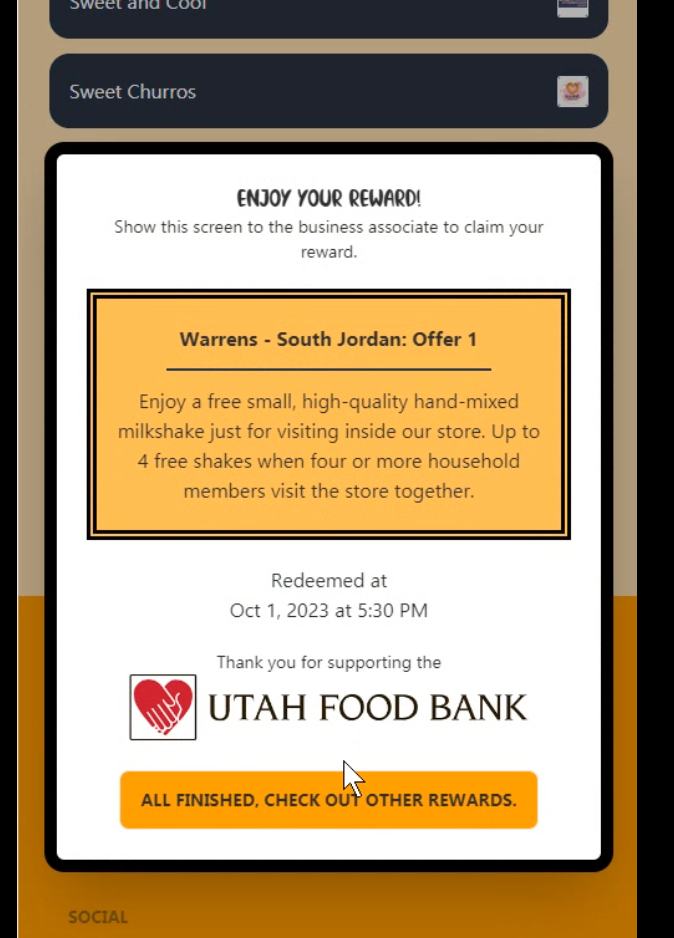 Sweet and Cool
Sweet Churros
ENJOY YOUR REWARD!
Show this screen to the business associate to claim your
reward.
Warrens - South Jordan: Offer 1
Enjoy a free small, high-quality hand-mixed
milkshake just for visiting inside our store. Up to
4 free shakes when four or more household
members visit the store together.
Redeemed at
Oct 1, 2023 at 5:30 PM
Thank you for supporting the
UTAH FOOD BANK
ALL FINISHED, CHECK OUT OTHER REWARDS.
SOCIAL